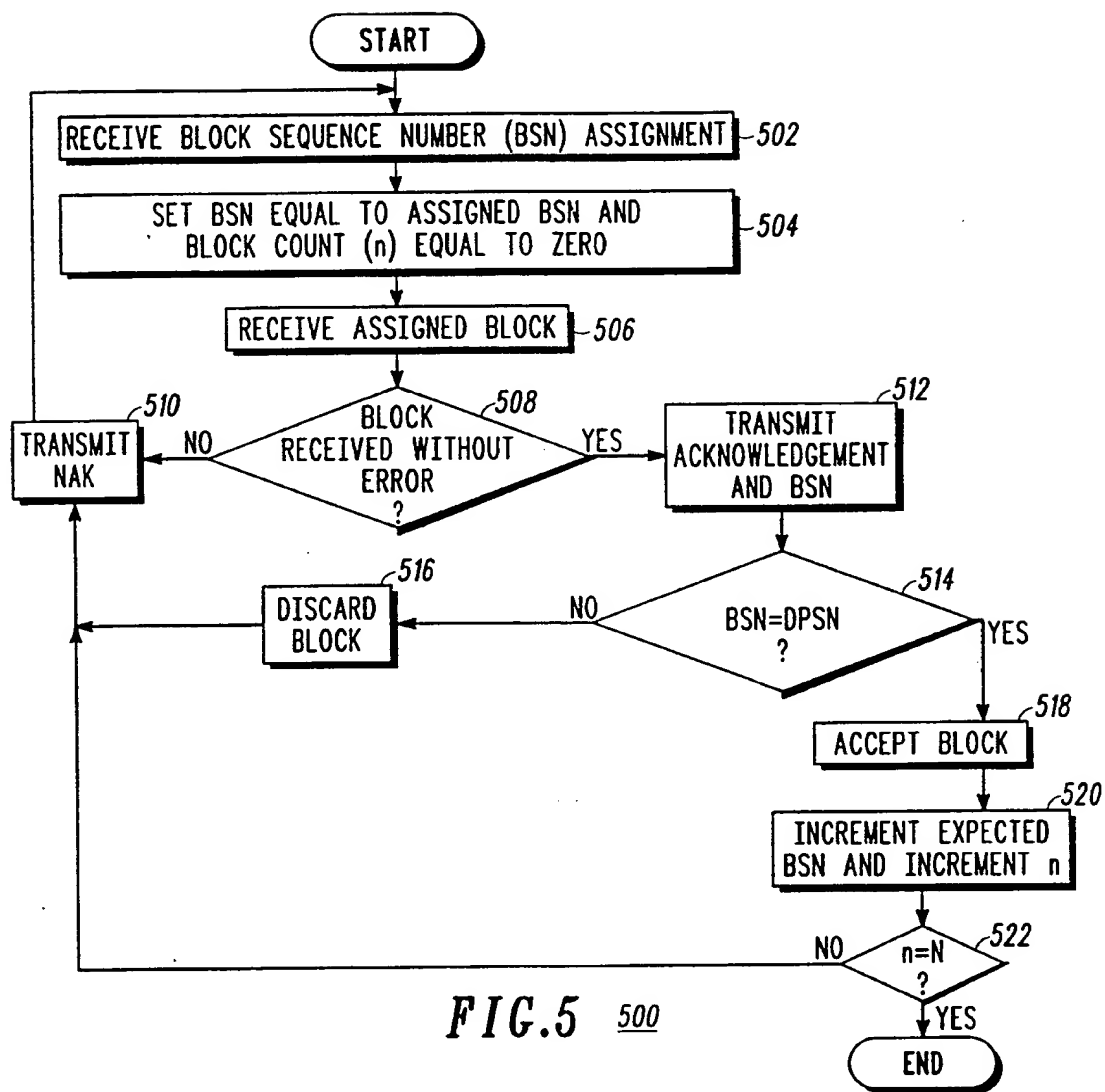 START
RECEIVE BLOCK SEQUENCE NUMBER (BSN) ASSIGNMENT
502
SET BSN EQUAL TO ASSIGNED BSN AND
BLOCK COUNT (n) EQUAL TO ZERO
504
RECEIVE ASSIGNED BLOCK
506
508
BLOCK
RECEIVED WITHOUT
ERROR
?
NO
YES
510
TRANSMIT
NAK
512
TRANSMIT
ACKNOWLEDGEMENT
AND BSN
514
BSN=DPSN
?
NO
YES
516
DISCARD
BLOCK
518
ACCEPT BLOCK
520
INCREMENT EXPECTED
BSN AND INCREMENT n
522
n=N
?
NO
YES
END
FIG.5 500